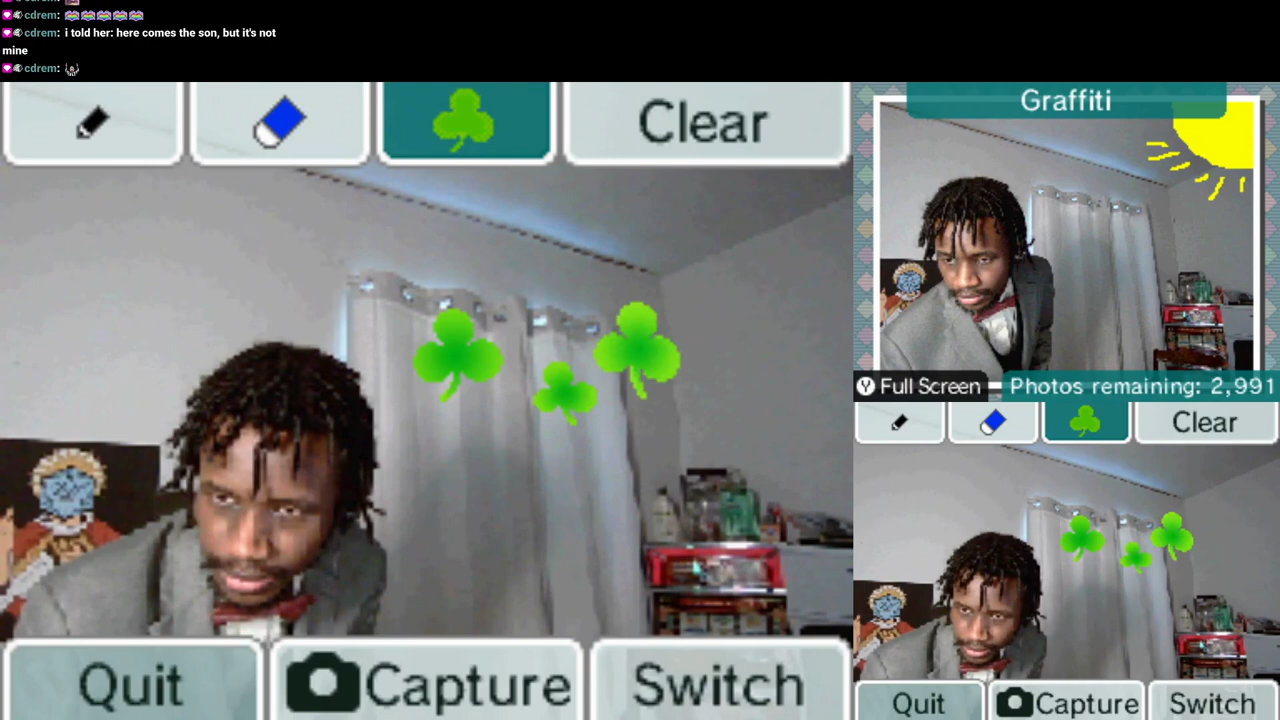 cdrem:
cdrem: i told her: here comes the son, but it's not
mine
cdrem:
Clear
Graffiti
Y Full Screen
Photos remaining: 2,991
Clear
Quit
Capture
Switch
Quit
Capture
Switch